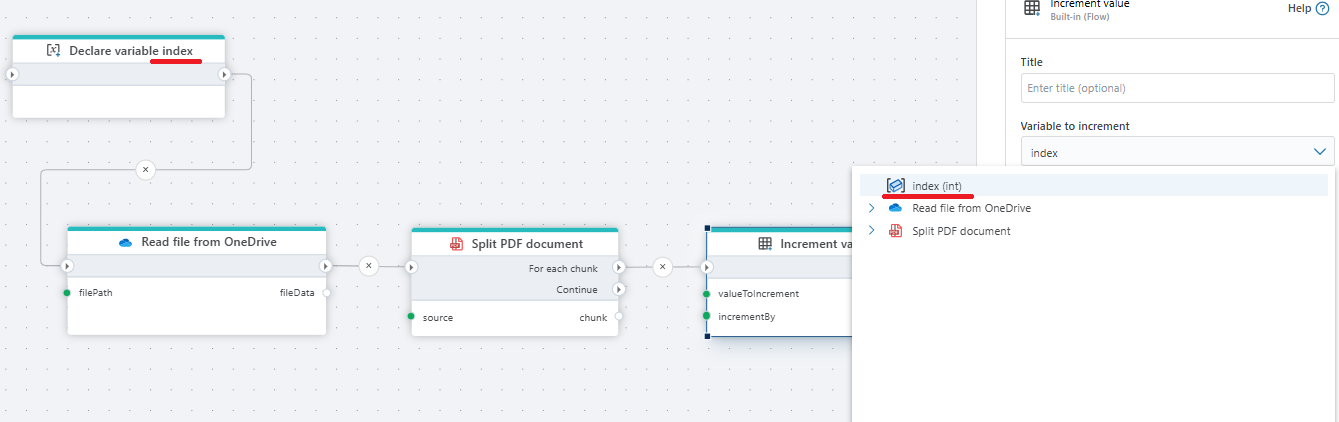 Increment value
Built-in (Flow)
Help
Declare variable index
Title
Enter title (optional)
Variable to increment
index
index (int)
Read file from OneDrive
Split PDF document
Read file from OneDrive
filePath
fileData
Split PDF document
For each chunk
Continue
source
chunk
Increment va
valueToIncrement
incrementBy